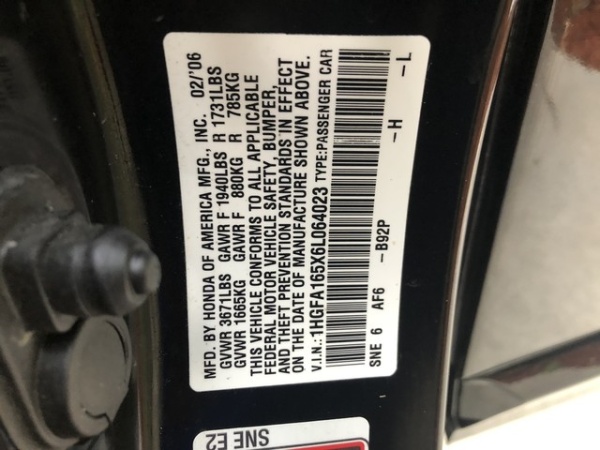 MFD. BY HONDA OF AMERICA MFG., INC. 02/'06
GVWR 3671LBS GAWR F 1940LBS R 1731LBS
GVWR 1665KG GAWR F 880KG R 785KG
THIS VEHICLE CONFORMS TO ALL APPLICABLE
FEDERAL MOTOR VEHICLE SAFETY, BUMPER,
AND THEFT PREVENTION STANDARDS IN EFFECT
ON THE DATE OF MANUFACTURE SHOWN ABOVE.
V.I.N.: 1HGFA165X6L064023 TYPE:PASSENGER CAR
SNE 6 AF6 -B92P -H -L
SNE E2